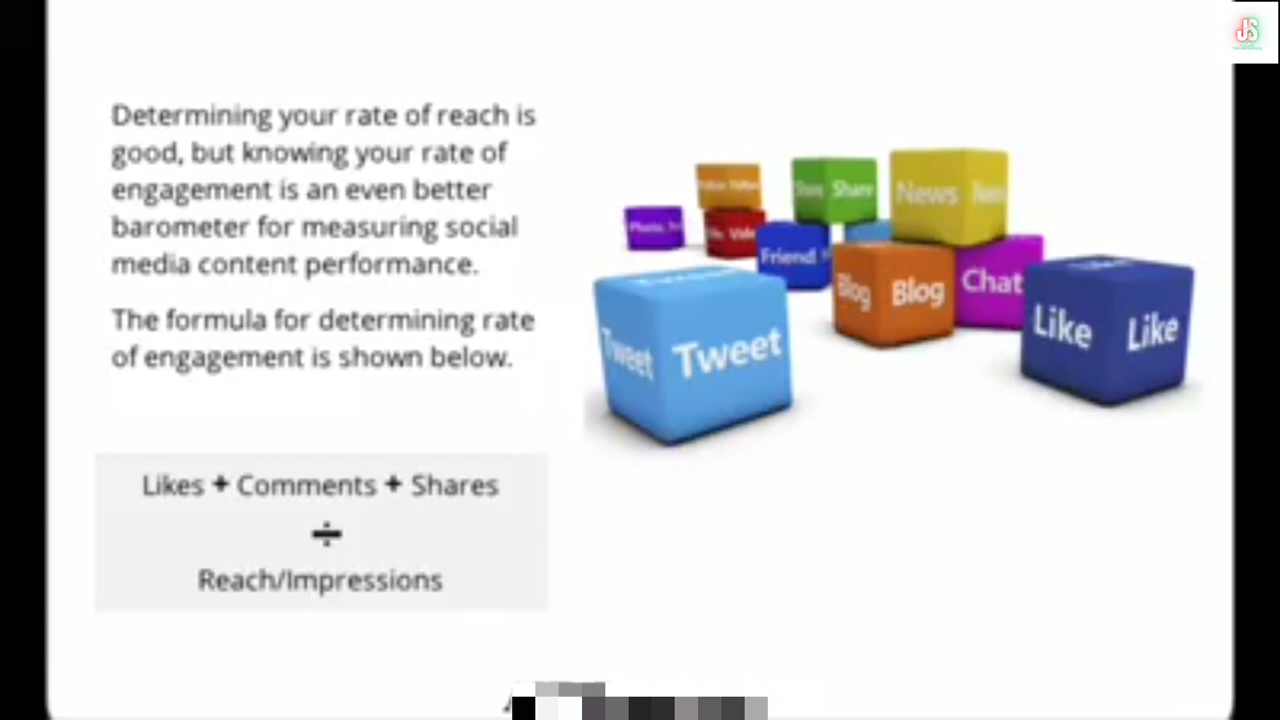 Determining your rate of reach is
good, but knowing your rate of
engagement is an even better
barometer for measuring social
media content performance.
The formula for determining rate
of engagement is shown below.
Likes + Comments + Shares
÷
Reach/Impressions
Share
News
Friend
Blog Blog
Chat
Tweet Tweet
Like Like
JS